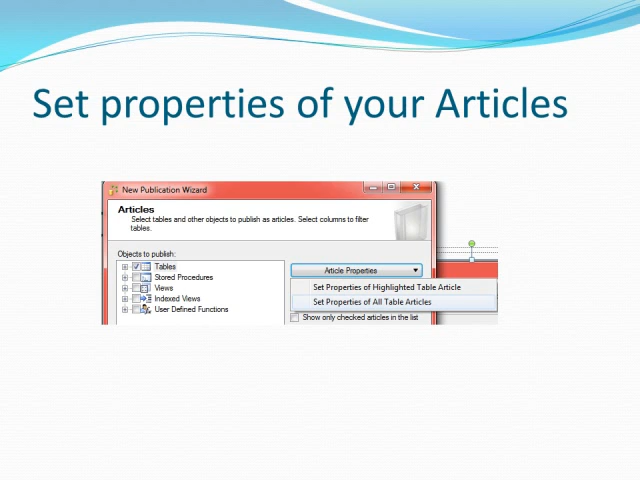 Set properties of your Articles
New Publication Wizard
Articles
Select tables and other objects to publish as articles. Select columns to filter
tables.
Objects to publish:
Tables
Stored Procedures
Views
Indexed Views
User Defined Functions
Article Properties
Set Properties of Highlighted Table Article
Set Properties of All Table Articles
Show only checked articles in the list